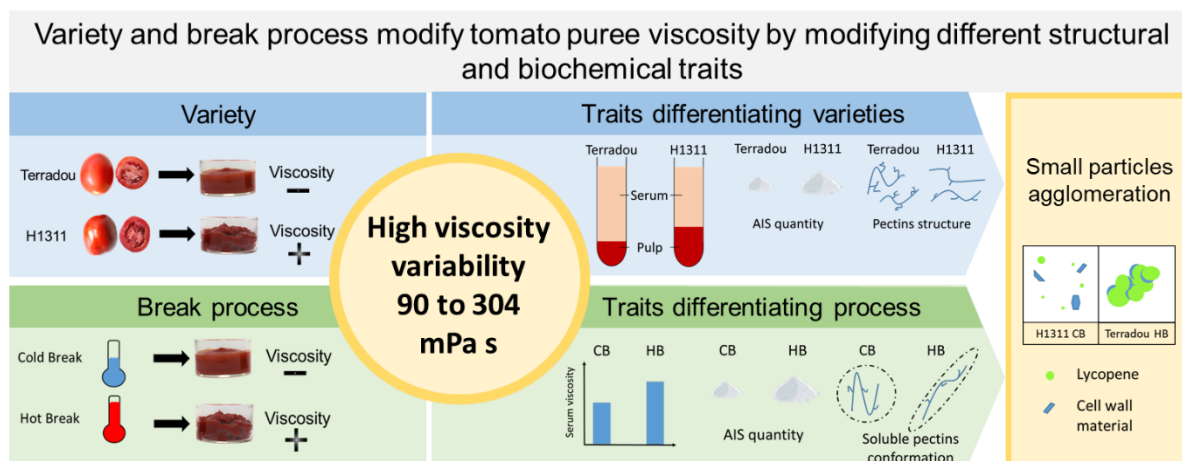 Variety and break process modify tomato puree viscosity by modifying different structural
and biochemical traits
Variety
Terradou
Viscosity
H1311
Viscosity
Break process
Cold Break
Viscosity
Hot Break
Viscosity
High viscosity
variability
90 to 304
mPa s
Traits differentiating varieties
Terradou
H1311
Serum
Pulp
Terradou
H1311
AIS quantity
Terradou
H1311
Pectins structure
Traits differentiating process
Serum viscosity
CB
HB
CB
HB
AIS quantity
CB
HB
Soluble pectins
conformation
Small particles
agglomeration
H1311 CB
Terradou HB
Lycopene
Cell wall
material